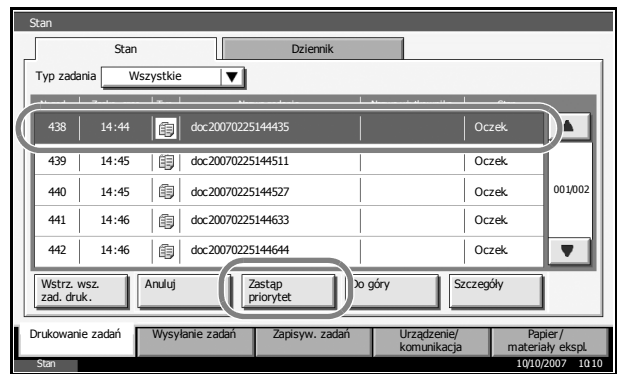 Stan
Stan Dziennik
Typ zadania Wszystkie
438 14:44 doc20070225144435 Oczek.
439 14:45 doc20070225144511 Oczek.
440 14:45 doc20070225144527 Oczek. 001/002
441 14:46 doc20070225144633 Oczek.
442 14:46 doc20070225144644 Oczek.
Wstrz. wsz.
zad. druk.
Anuluj
Zastąp
priorytet
Do góry
Szczegóły
Drukowanie zadań
Wysyłanie zadań
Zapisyw. zadań
Urządzenie/
komunikacja
Papier/
materiały ekspl.
Stan 10/10/2007 10:10